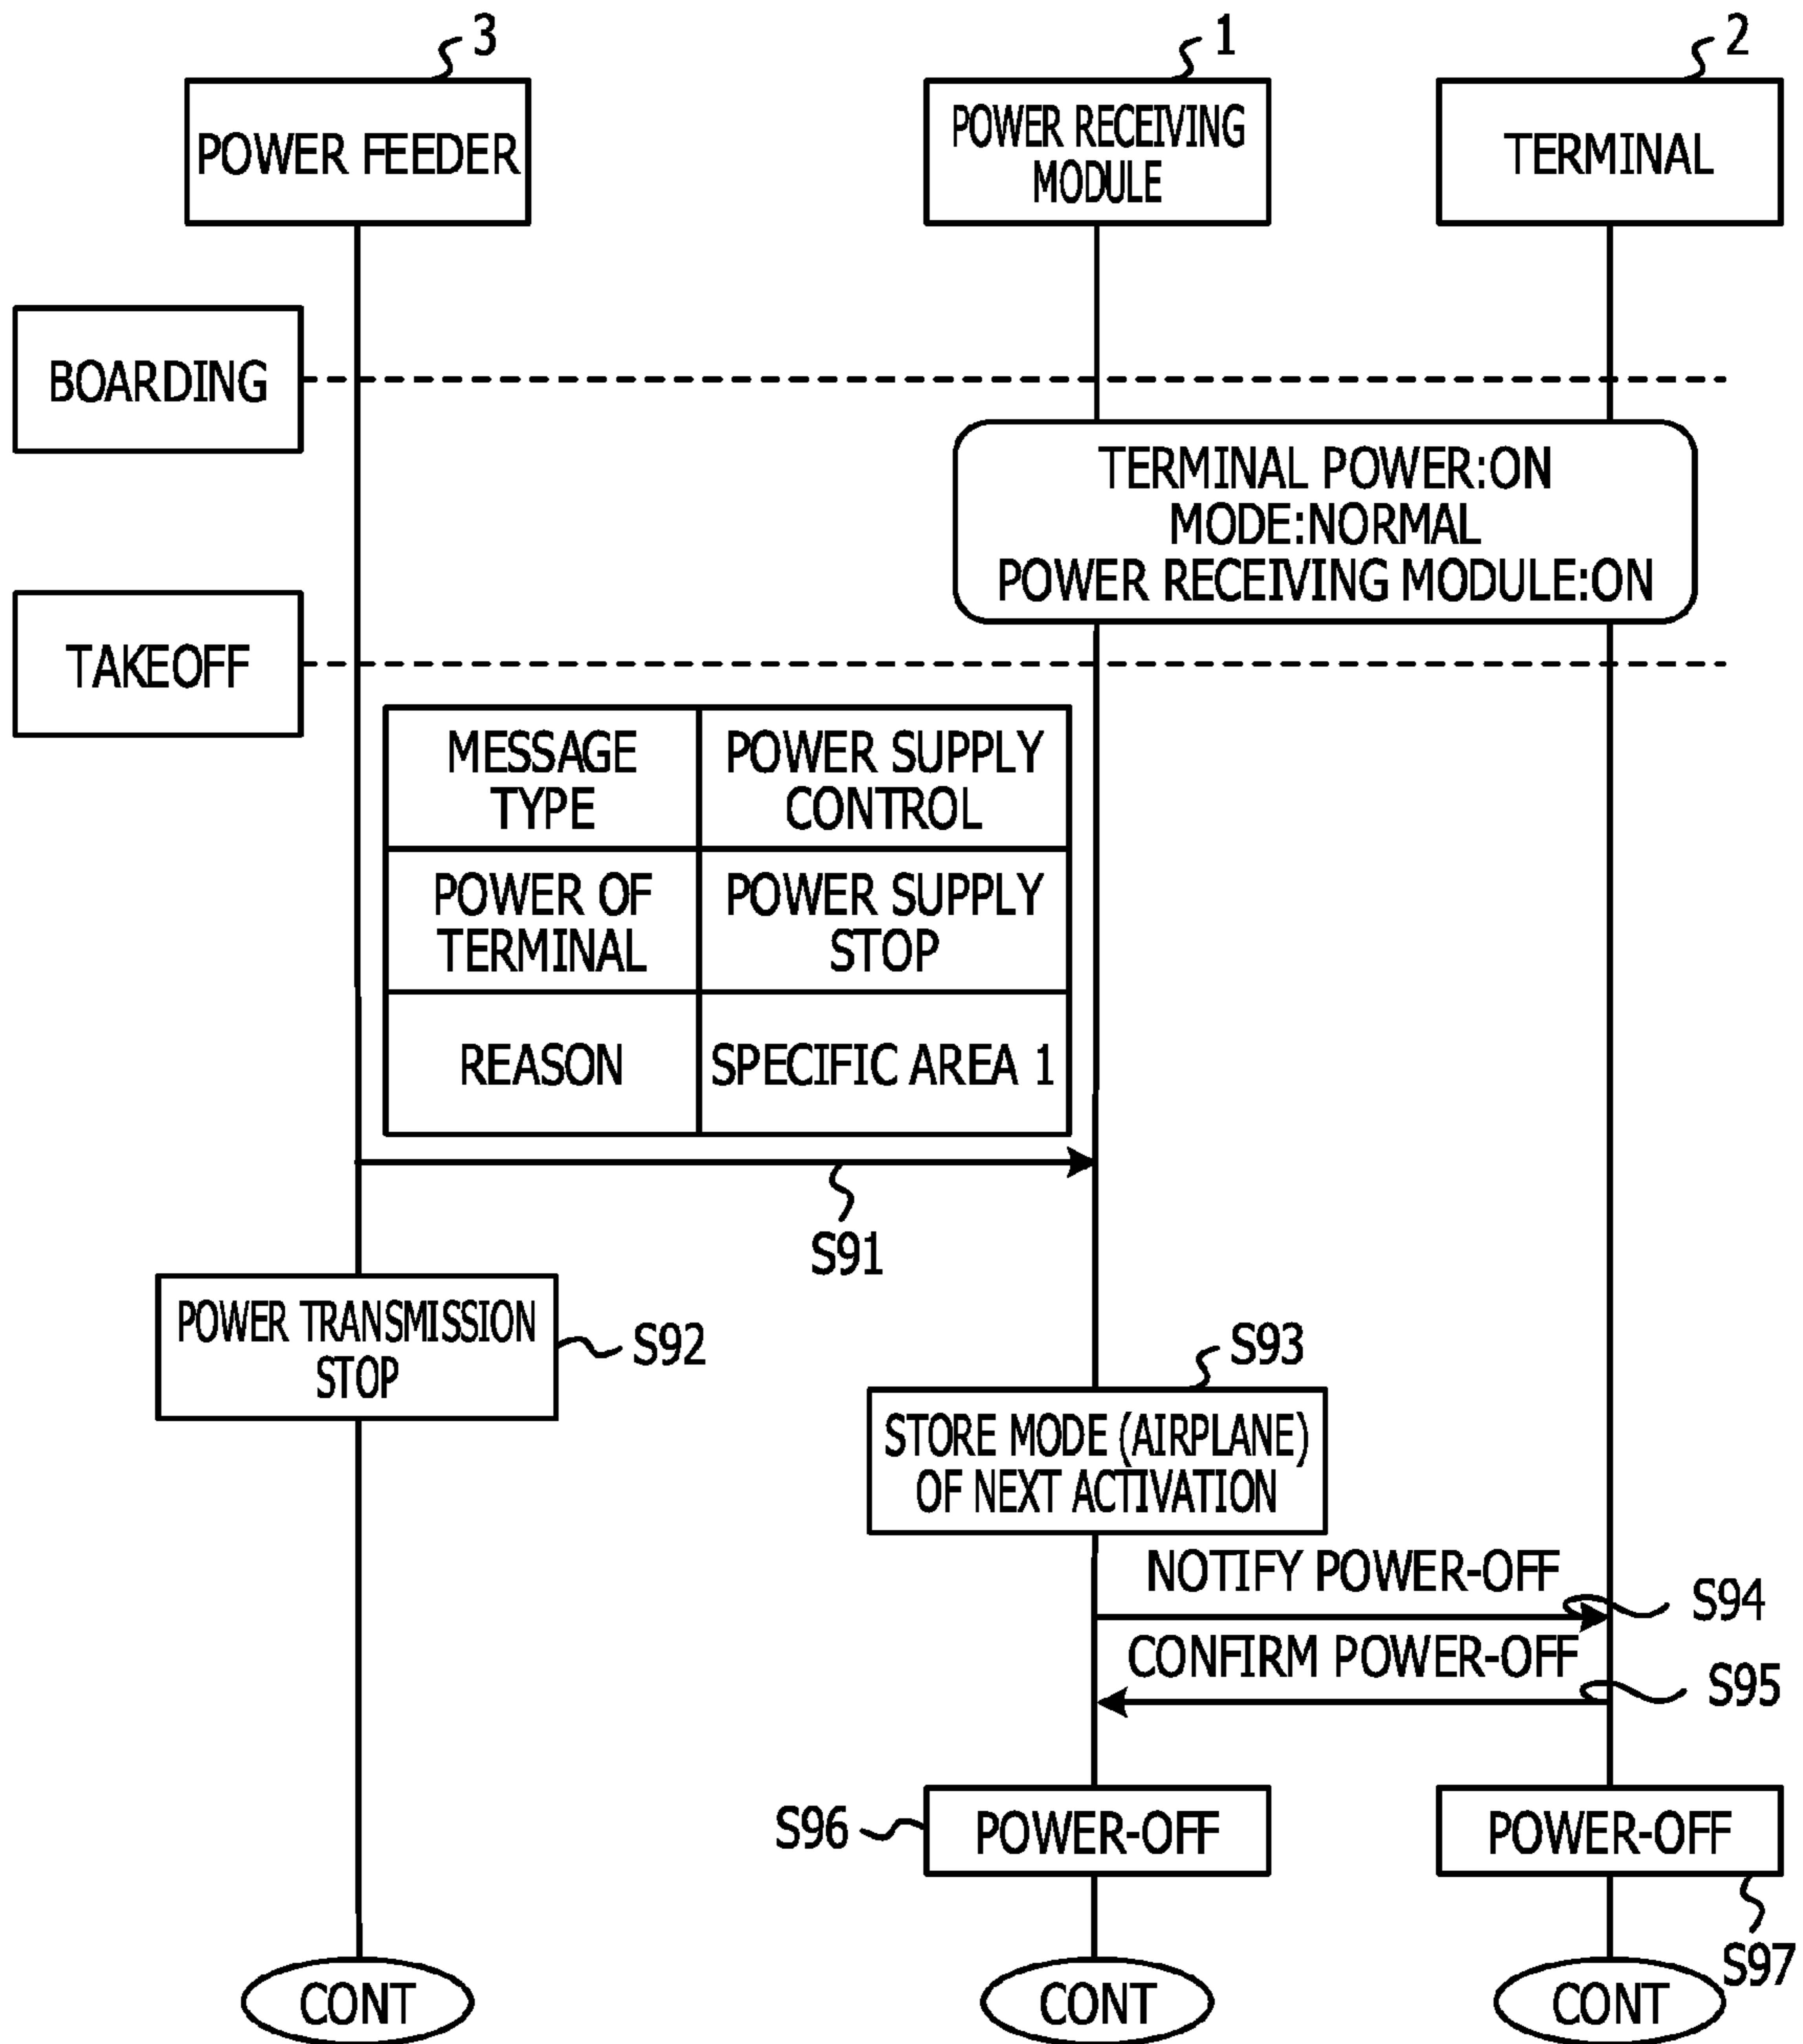 3
1
2
POWER FEEDER
POWER RECEIVING
MODULE
TERMINAL
BOARDING
TERMINAL POWER:ON
MODE:NORMAL
POWER RECEIVING MODULE:ON
TAKEOFF
MESSAGE
TYPE
POWER SUPPLY
CONTROL
POWER OF
TERMINAL
POWER SUPPLY
STOP
REASON
SPECIFIC AREA 1
S91
POWER TRANSMISSION
STOP
S92
S93
STORE MODE (AIRPLANE)
OF NEXT ACTIVATION
NOTIFY POWER-OFF
S94
CONFIRM POWER-OFF
S95
S96
POWER-OFF
POWER-OFF
S97
CONT
CONT
CONT